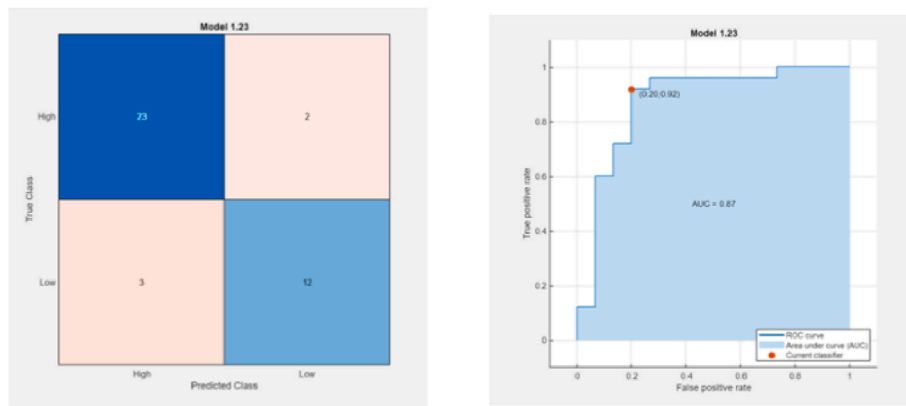 Model 1.23
High
23
2
True Class
Low
3
12
High
Low
Predicted Class
Model 1.23
1
(0.20,0.92)
0.8
True positive rate
0.6
AUC = 0.87
0.4
0.2
ROC curve
Area under curve (AUC)
Current classifier
0
0
0.2
0.4
0.6
0.8
1
False positive rate